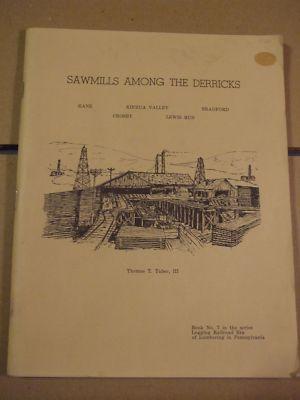 SAWMILLS AMONG THE DERRICKS
KANE KINZUA VALLEY BRADFORD
CROSBY LEWIS RUN
Thomas T. Taber, III
Book No. 7 in the series
Logging Railroad Era
of Lumbering in Pennsylvania